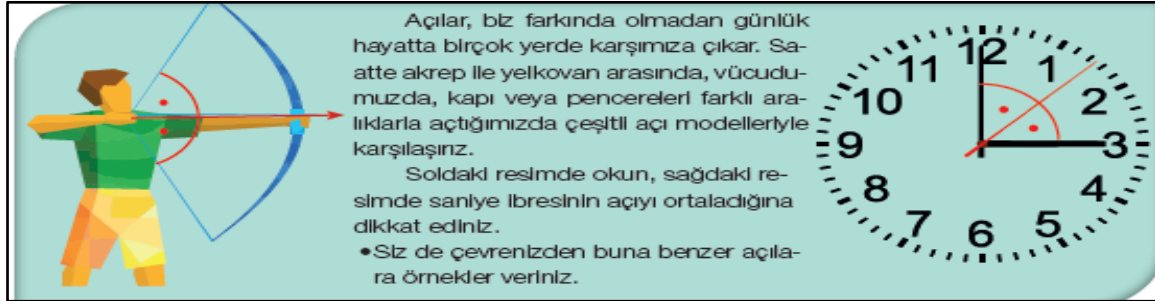 Açılar, biz farkında olmadan günlük
hayatta birçok yerde karşımıza çıkar. Sa-
atte akrep ile yelkovan arasında, vücudu-
muzda, kapı veya pencereleri farklı ara-
lıklarla açtığımızda çeşitli açı modelleriyle
karşılaşırız.
Soldaki resimde okun, sağdaki re-
simde saniye ibresinin açıyı ortaladığına
dikkat ediniz.
•Siz de çevrenizden buna benzer açıla-
ra örnekler veriniz.
12
1
2
3
4
5
6
7
8
9
10
11